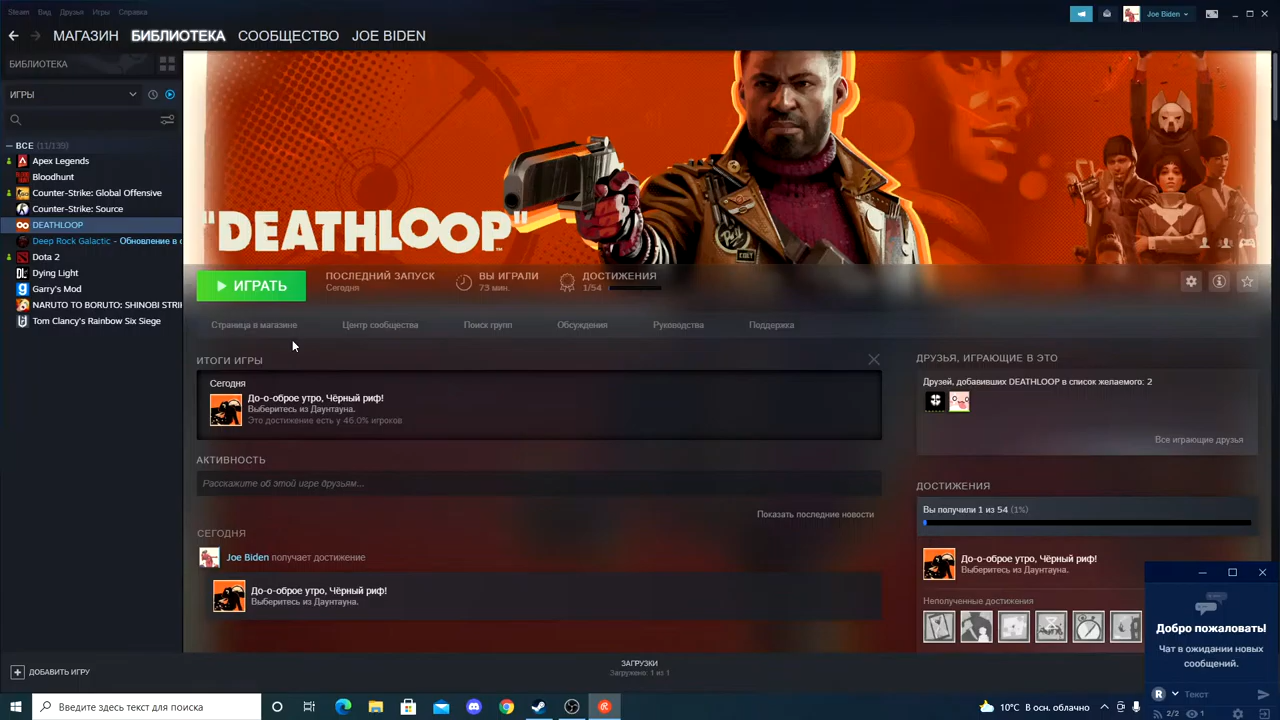 Steam Вид Друзья Игры Справка
Joe Biden
МАГАЗИН БИБЛИОТЕКА СООБЩЕСТВО JOE BIDEN
БИБЛИОТЕКА
ИГРЫ
ВСЕ (11/139)
Apex Legends
Bloodhunt
Counter-Strike: Global Offensive
Counter-Strike: Source
DEATHLOOP
Deep Rock Galactic - Обновление в о
Dota 2
Dying Light
Garry's Mod
NARUTO TO BORUTO: SHINOBI STRI
Tom Clancy's Rainbow Six Siege
"DEATHLOOP"
ИГРАТЬ
ПОСЛЕДНИЙ ЗАПУСК
Сегодня
ВЫ ИГРАЛИ
73 мин.
ДОСТИЖЕНИЯ
1/54
Страница в магазине Центр сообщества Поиск групп Обсуждения Руководства Поддержка
ИТОГИ ИГРЫ
Сегодня
До-о-оброе утро, Чёрный риф!
Выберитесь из Даунтауна.
Это достижение есть у 46.0% игроков
АКТИВНОСТЬ
Расскажите об этой игре друзьям...
Показать последние новости
СЕГОДНЯ
Joe Biden получает достижение
До-о-оброе утро, Чёрный риф!
Выберитесь из Даунтауна.
ДРУЗЬЯ, ИГРАЮЩИЕ В ЭТО
Друзей, добавивших DEATHLOOP в список желаемого: 2
Все играющие друзья
ДОСТИЖЕНИЯ
Вы получили 1 из 54 (1%)
До-о-оброе утро, Чёрный риф!
Выберитесь из Даунтауна.
Неполученные достижения
Добро пожаловать!
Чат в ожидании новых
сообщений.
R Текст
2/2 1
ДОБАВИТЬ ИГРУ
ЗАГРУЗКИ
Загружено: 1 из 1
Введите здесь текст для поиска
10°C В осн. облачно